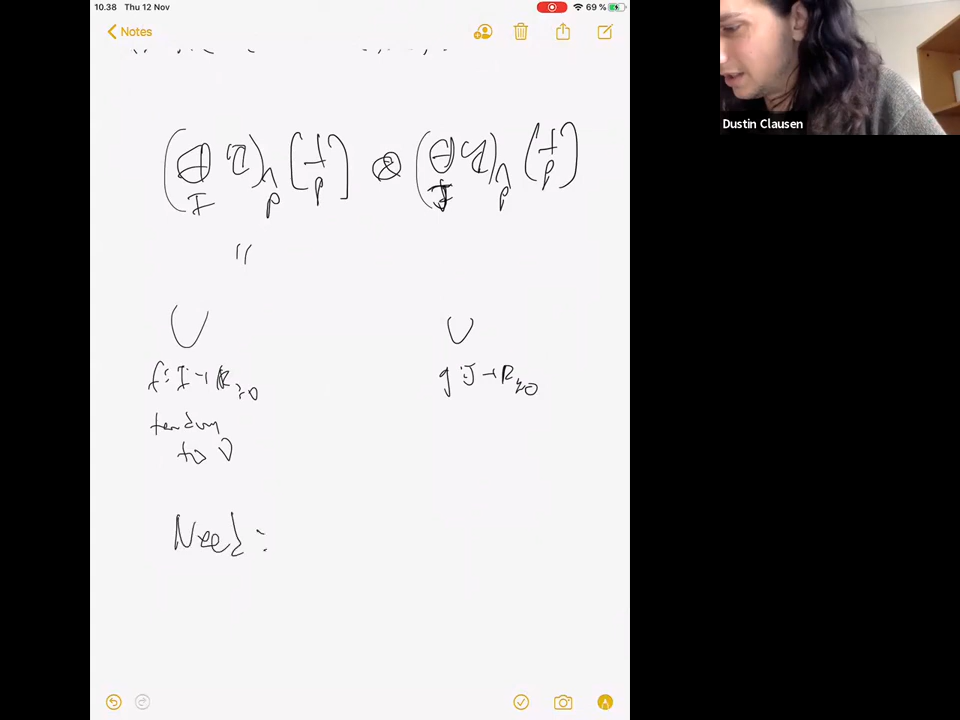 10.38 Thu 12 Nov
69 %
Notes
Dustin Clausen
(⊕_I ℤ)^∧_p [1/p] ⊗ (⊕_J ℤ)^∧_p [1/p]
"
∪ ∪
f: I → R_{≥0} g: J → R_{≥0}
tending
to 0
Need: